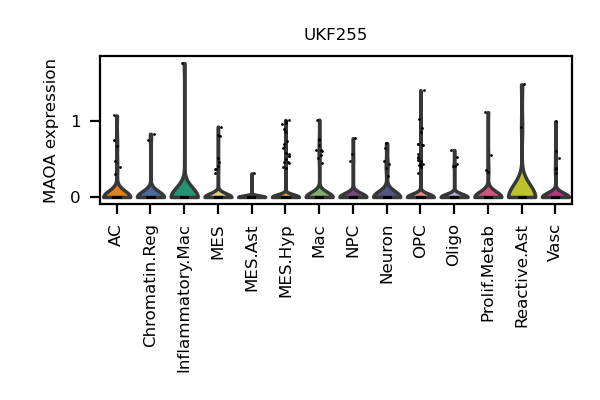 UKF255
MAOA expression
1
0
AC
Chromatin.Reg
Inflammatory.Mac
MES
MES.Ast
MES.Hyp
Mac
NPC
Neuron
OPC
Oligo
Prolif.Metab
Reactive.Ast
Vasc